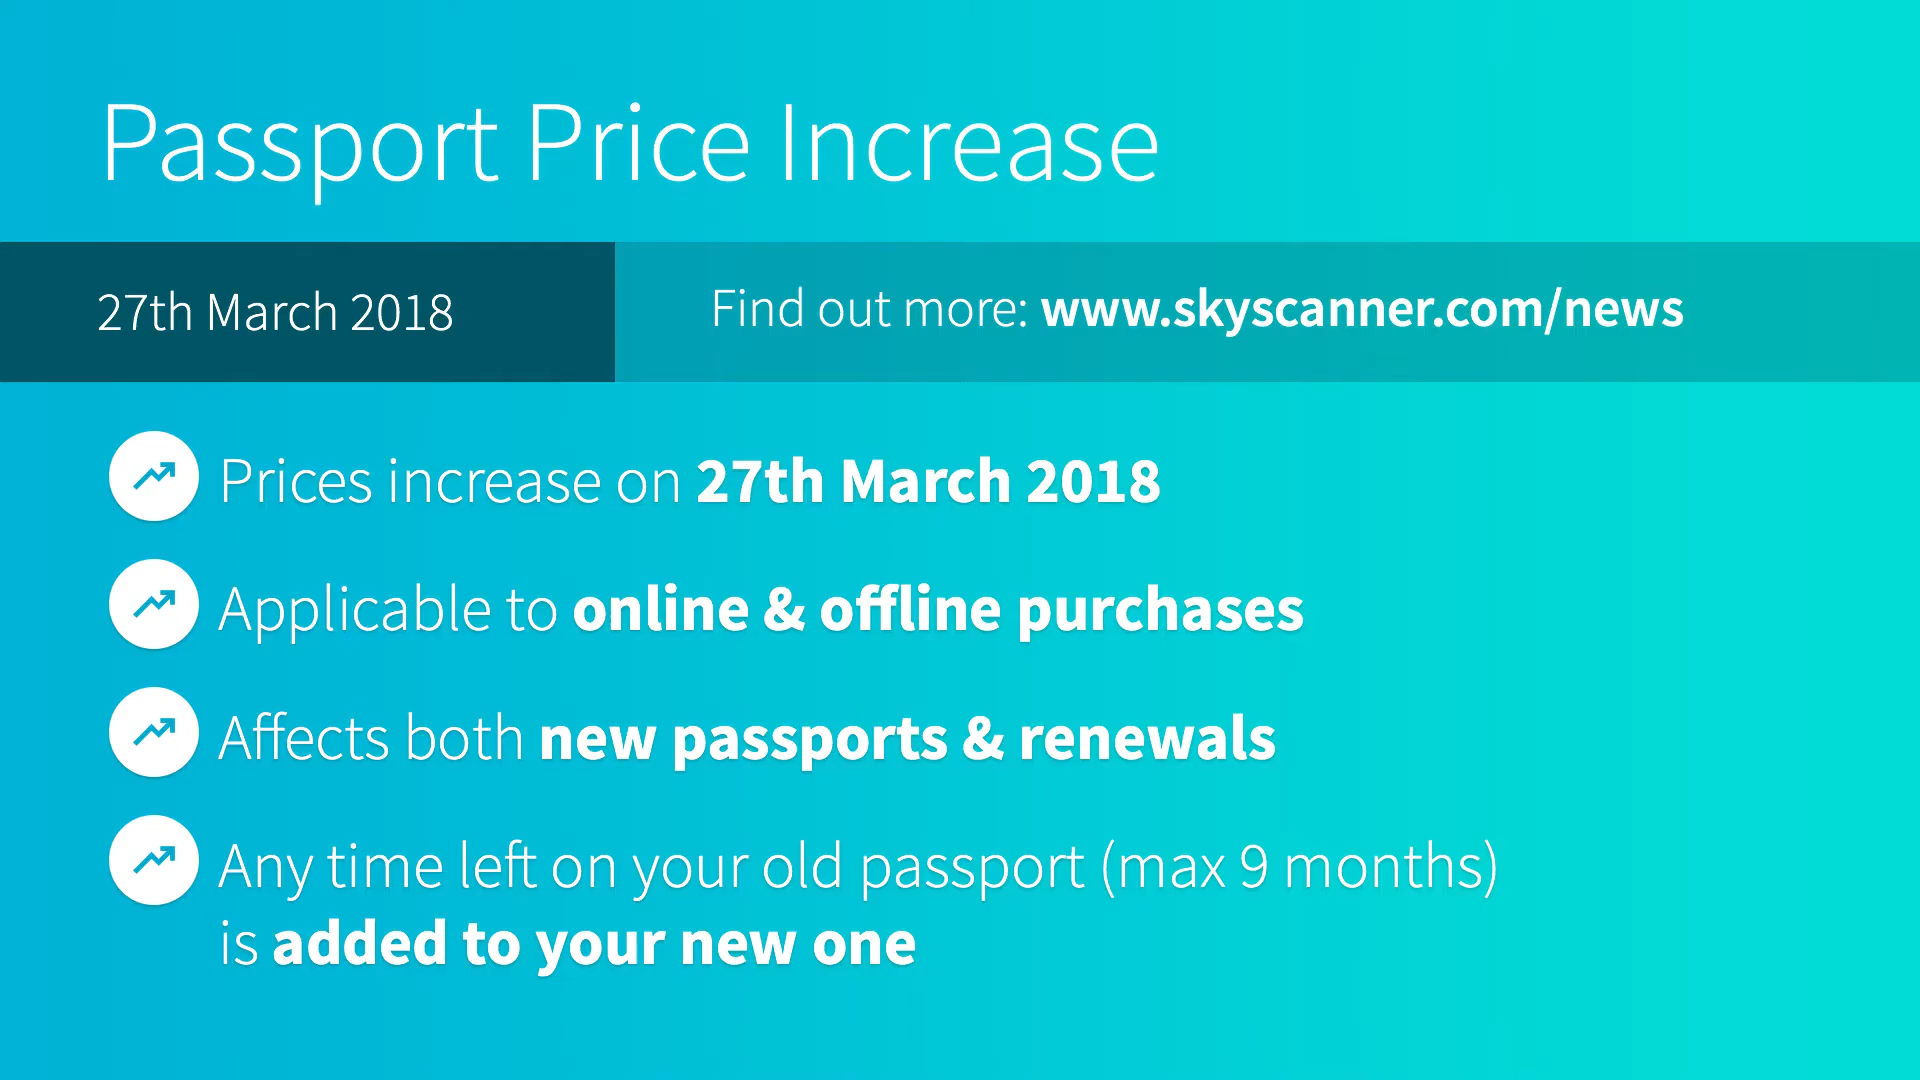 Passport Price Increase
27th March 2018
Find out more: www.skyscanner.com/news
Prices increase on 27th March 2018
Applicable to online & offline purchases
Affects both new passports & renewals
Any time left on your old passport (max 9 months)
is added to your new one